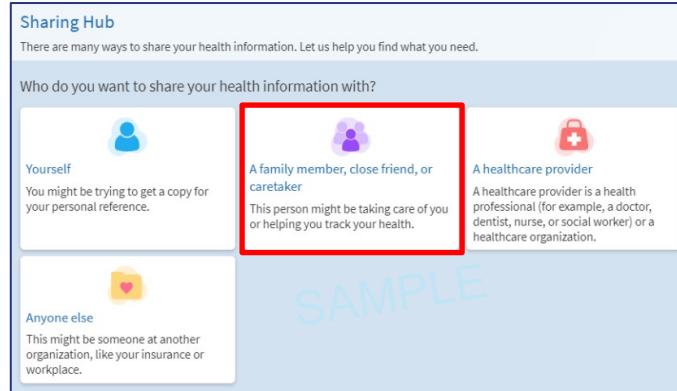 Sharing Hub
There are many ways to share your health information. Let us help you find what you need.
Who do you want to share your health information with?
Yourself
You might be trying to get a copy for
your personal reference.
A family member, close friend, or
caretaker
This person might be taking care of you
or helping you track your health.
A healthcare provider
A healthcare provider is a health
professional (for example, a doctor,
dentist, nurse, or social worker) or a
healthcare organization.
Anyone else
This might be someone at another
organization, like your insurance or
workplace.
SAMPLE